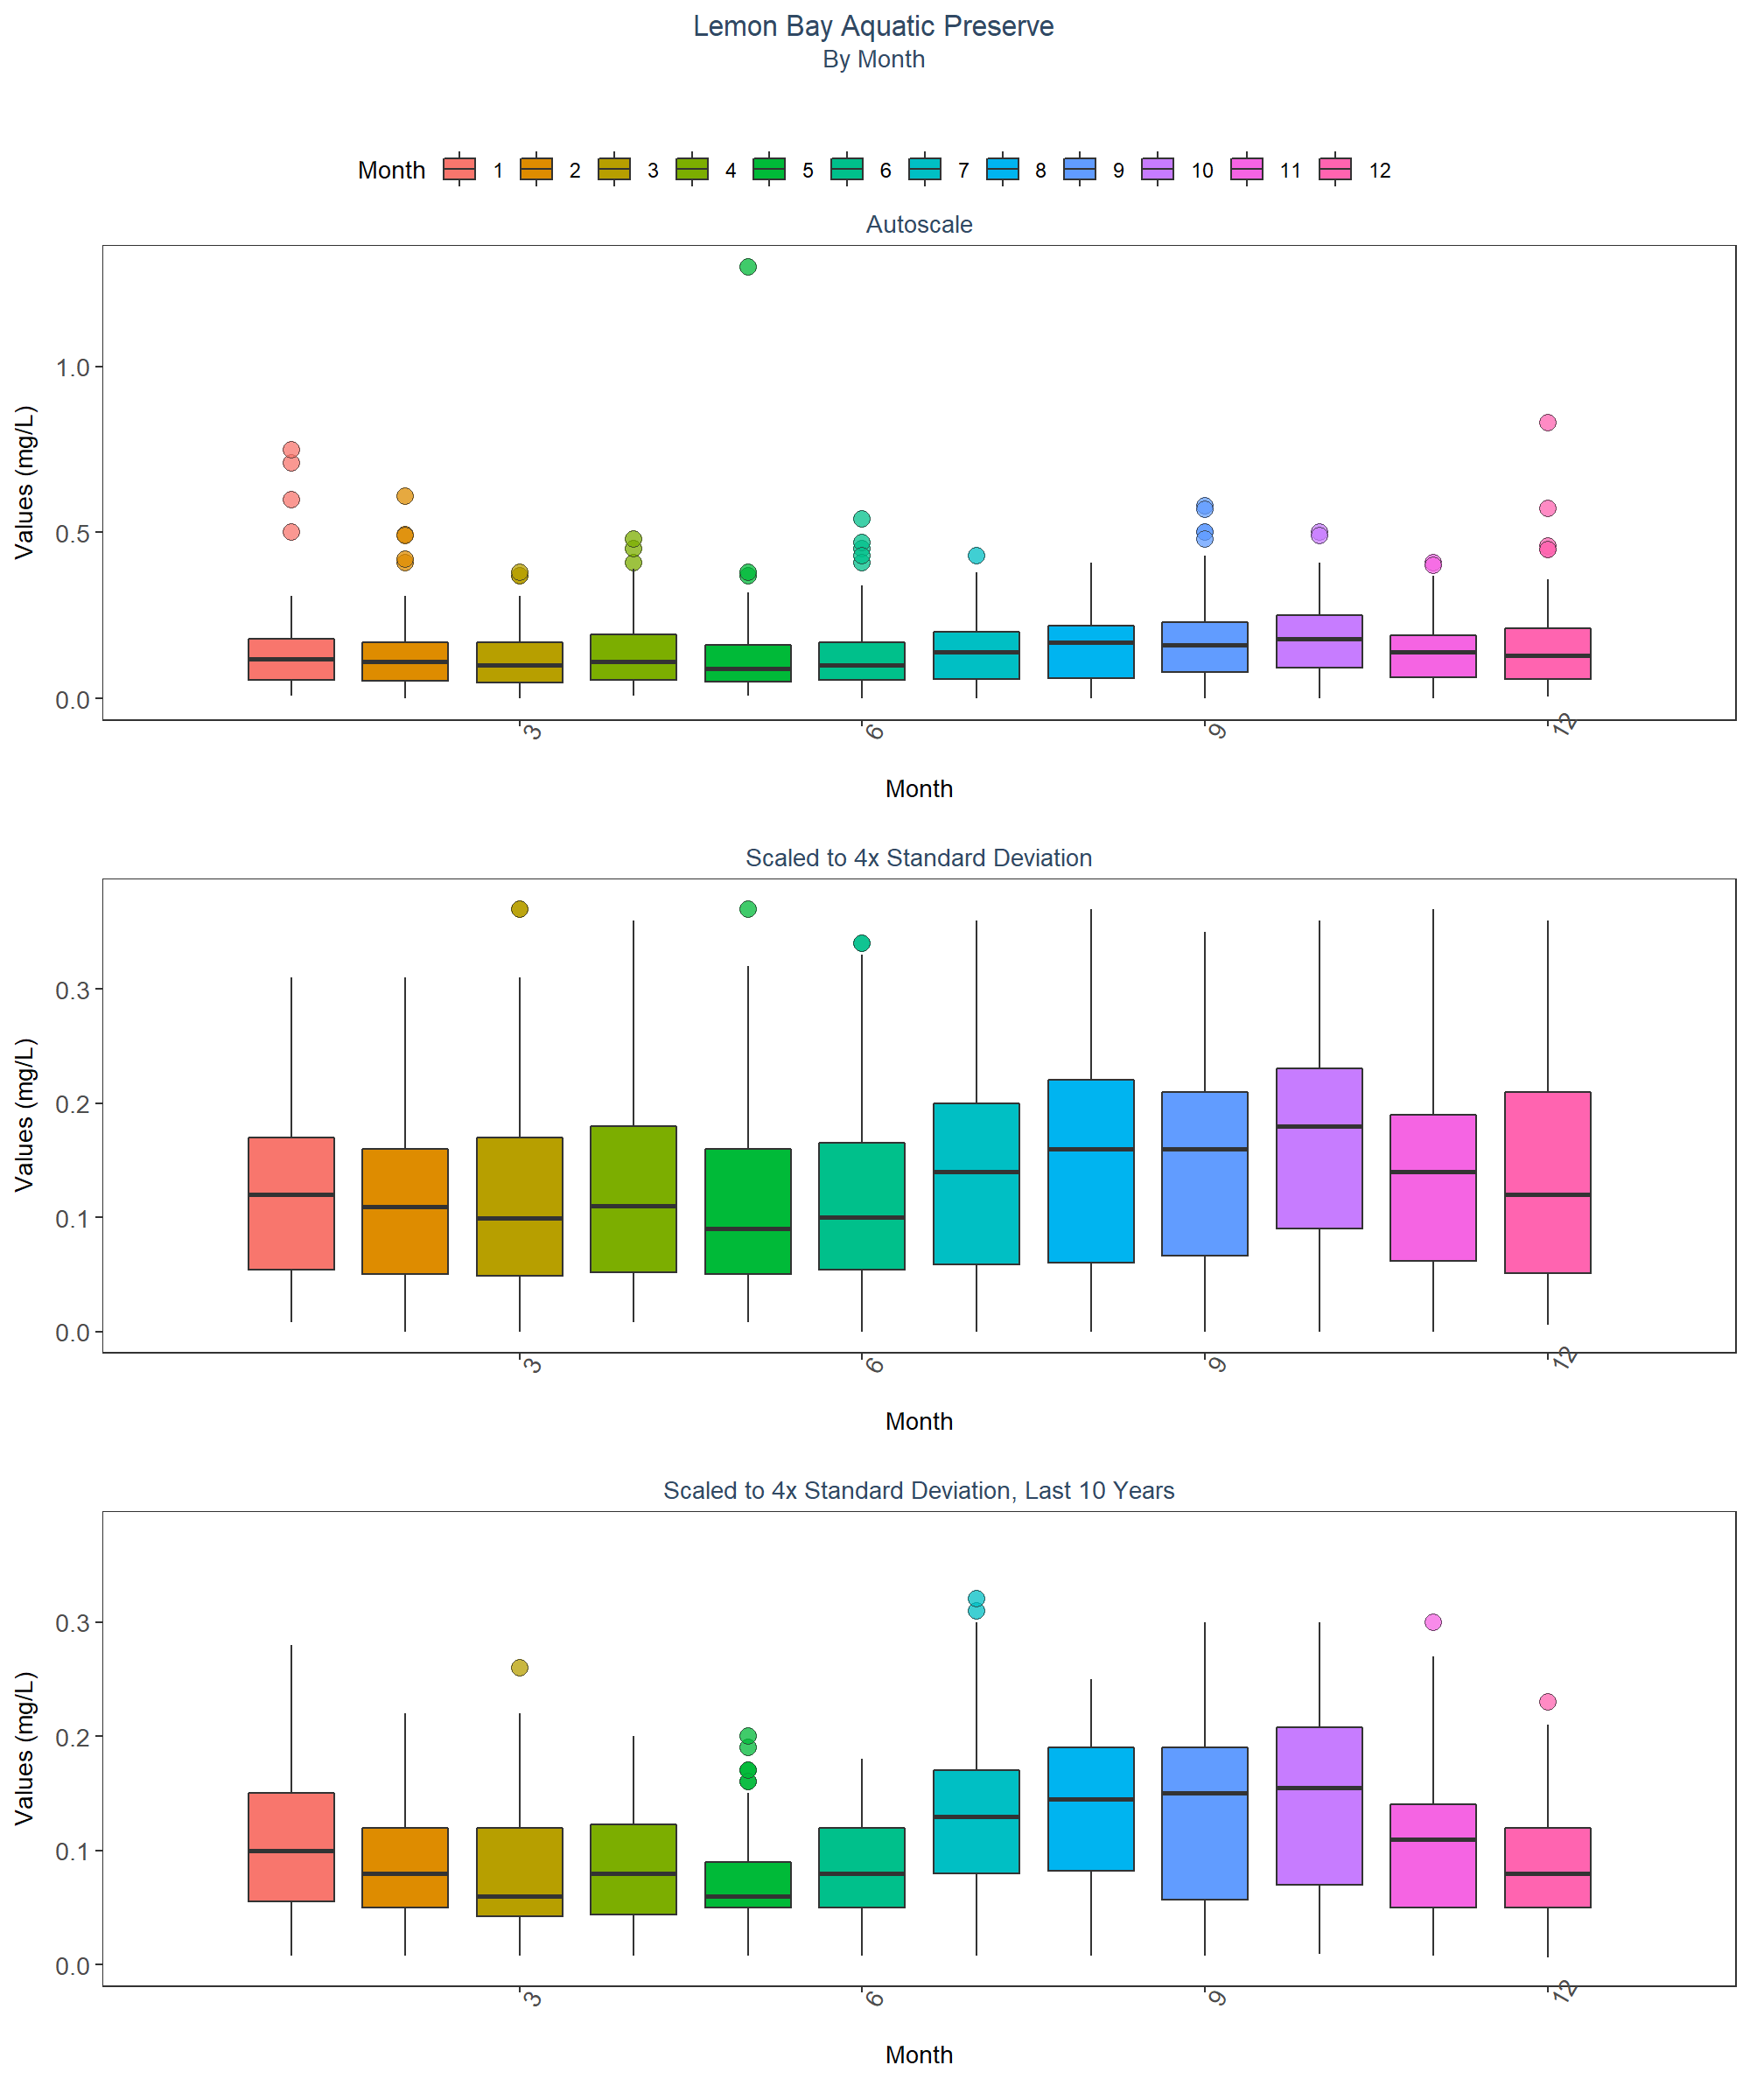 Lemon Bay Aquatic Preserve
By Month
Month 1 2 3 4 5 6 7 8 9 10 11 12
Autoscale
Values (mg/L)
1.0
0.5
0.0
3 6 9 12
Month
Scaled to 4x Standard Deviation
Values (mg/L)
0.3
0.2
0.1
0.0
3 6 9 12
Month
Scaled to 4x Standard Deviation, Last 10 Years
Values (mg/L)
0.3
0.2
0.1
0.0
3 6 9 12
Month